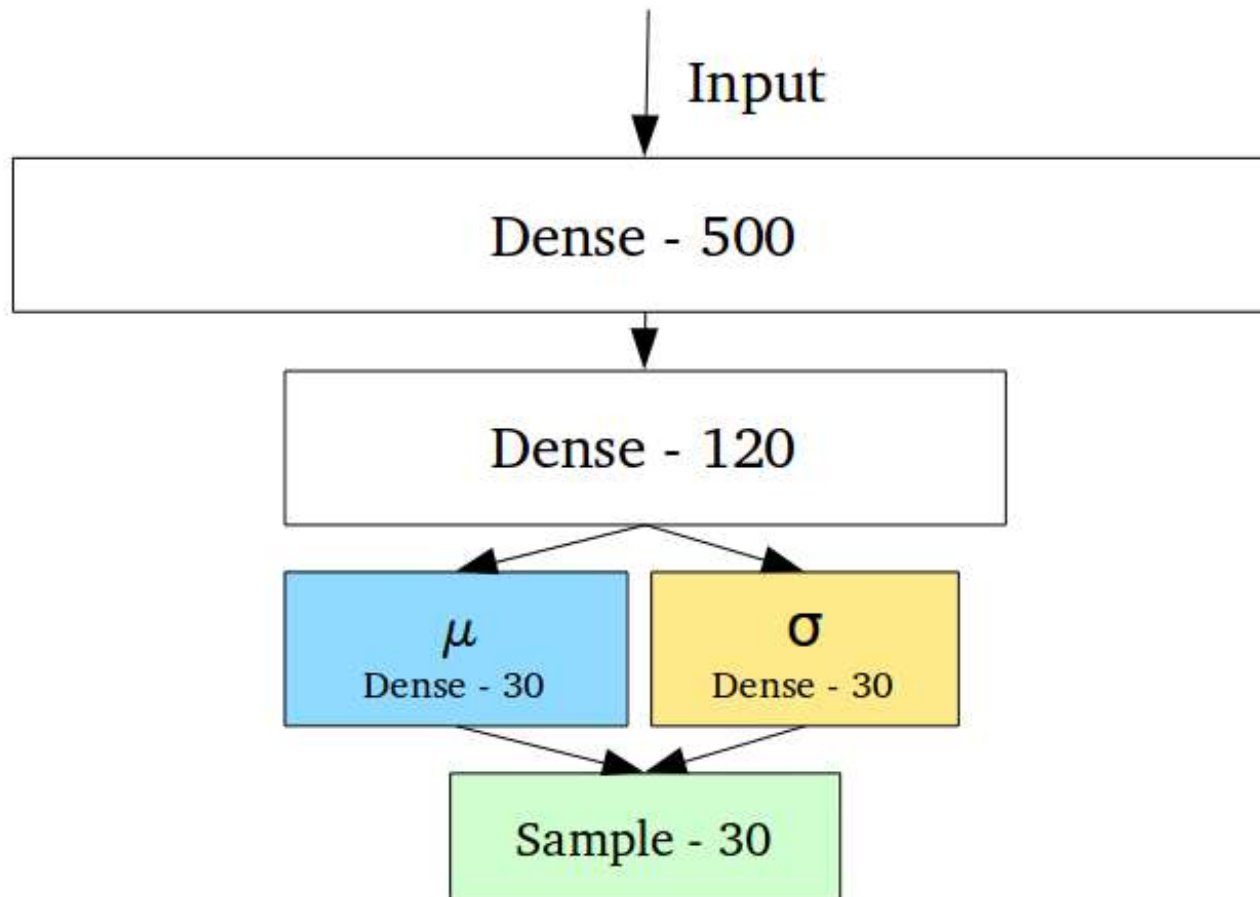 Input
Dense - 500
Dense - 120
μ
Dense - 30
σ
Dense - 30
Sample - 30